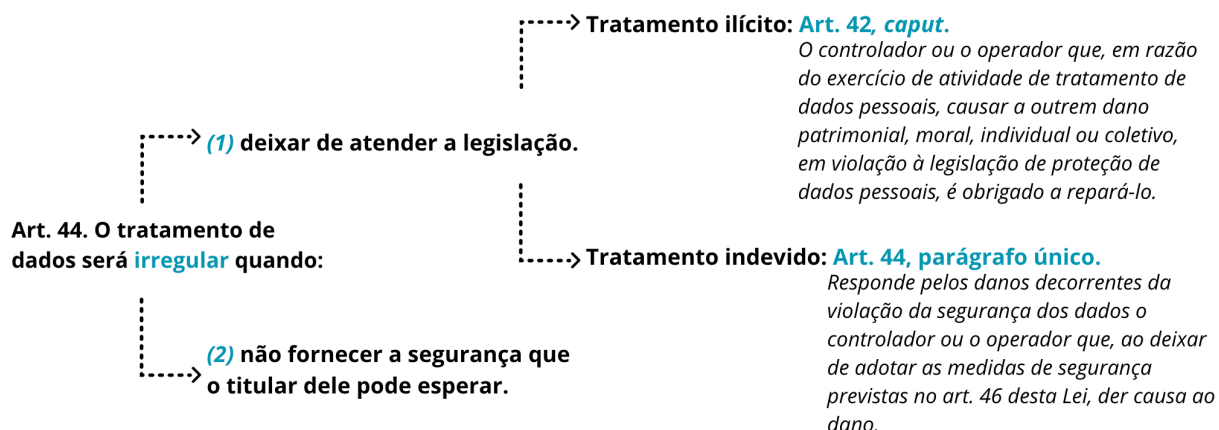 Tratamento ilícito: Art. 42, caput.
O controlador ou o operador que, em razão
do exercício de atividade de tratamento de
dados pessoais, causar a outrem dano
patrimonial, moral, individual ou coletivo,
em violação à legislação de proteção de
dados pessoais, é obrigado a repará-lo.
(1) deixar de atender a legislação.
Art. 44. O tratamento de
dados será irregular quando:
Tratamento indevido: Art. 44, parágrafo único.
Responde pelos danos decorrentes da
violação da segurança dos dados o
controlador ou o operador que, ao deixar
de adotar as medidas de segurança
previstas no art. 46 desta Lei, der causa ao
dano.
(2) não fornecer a segurança que
o titular dele pode esperar.